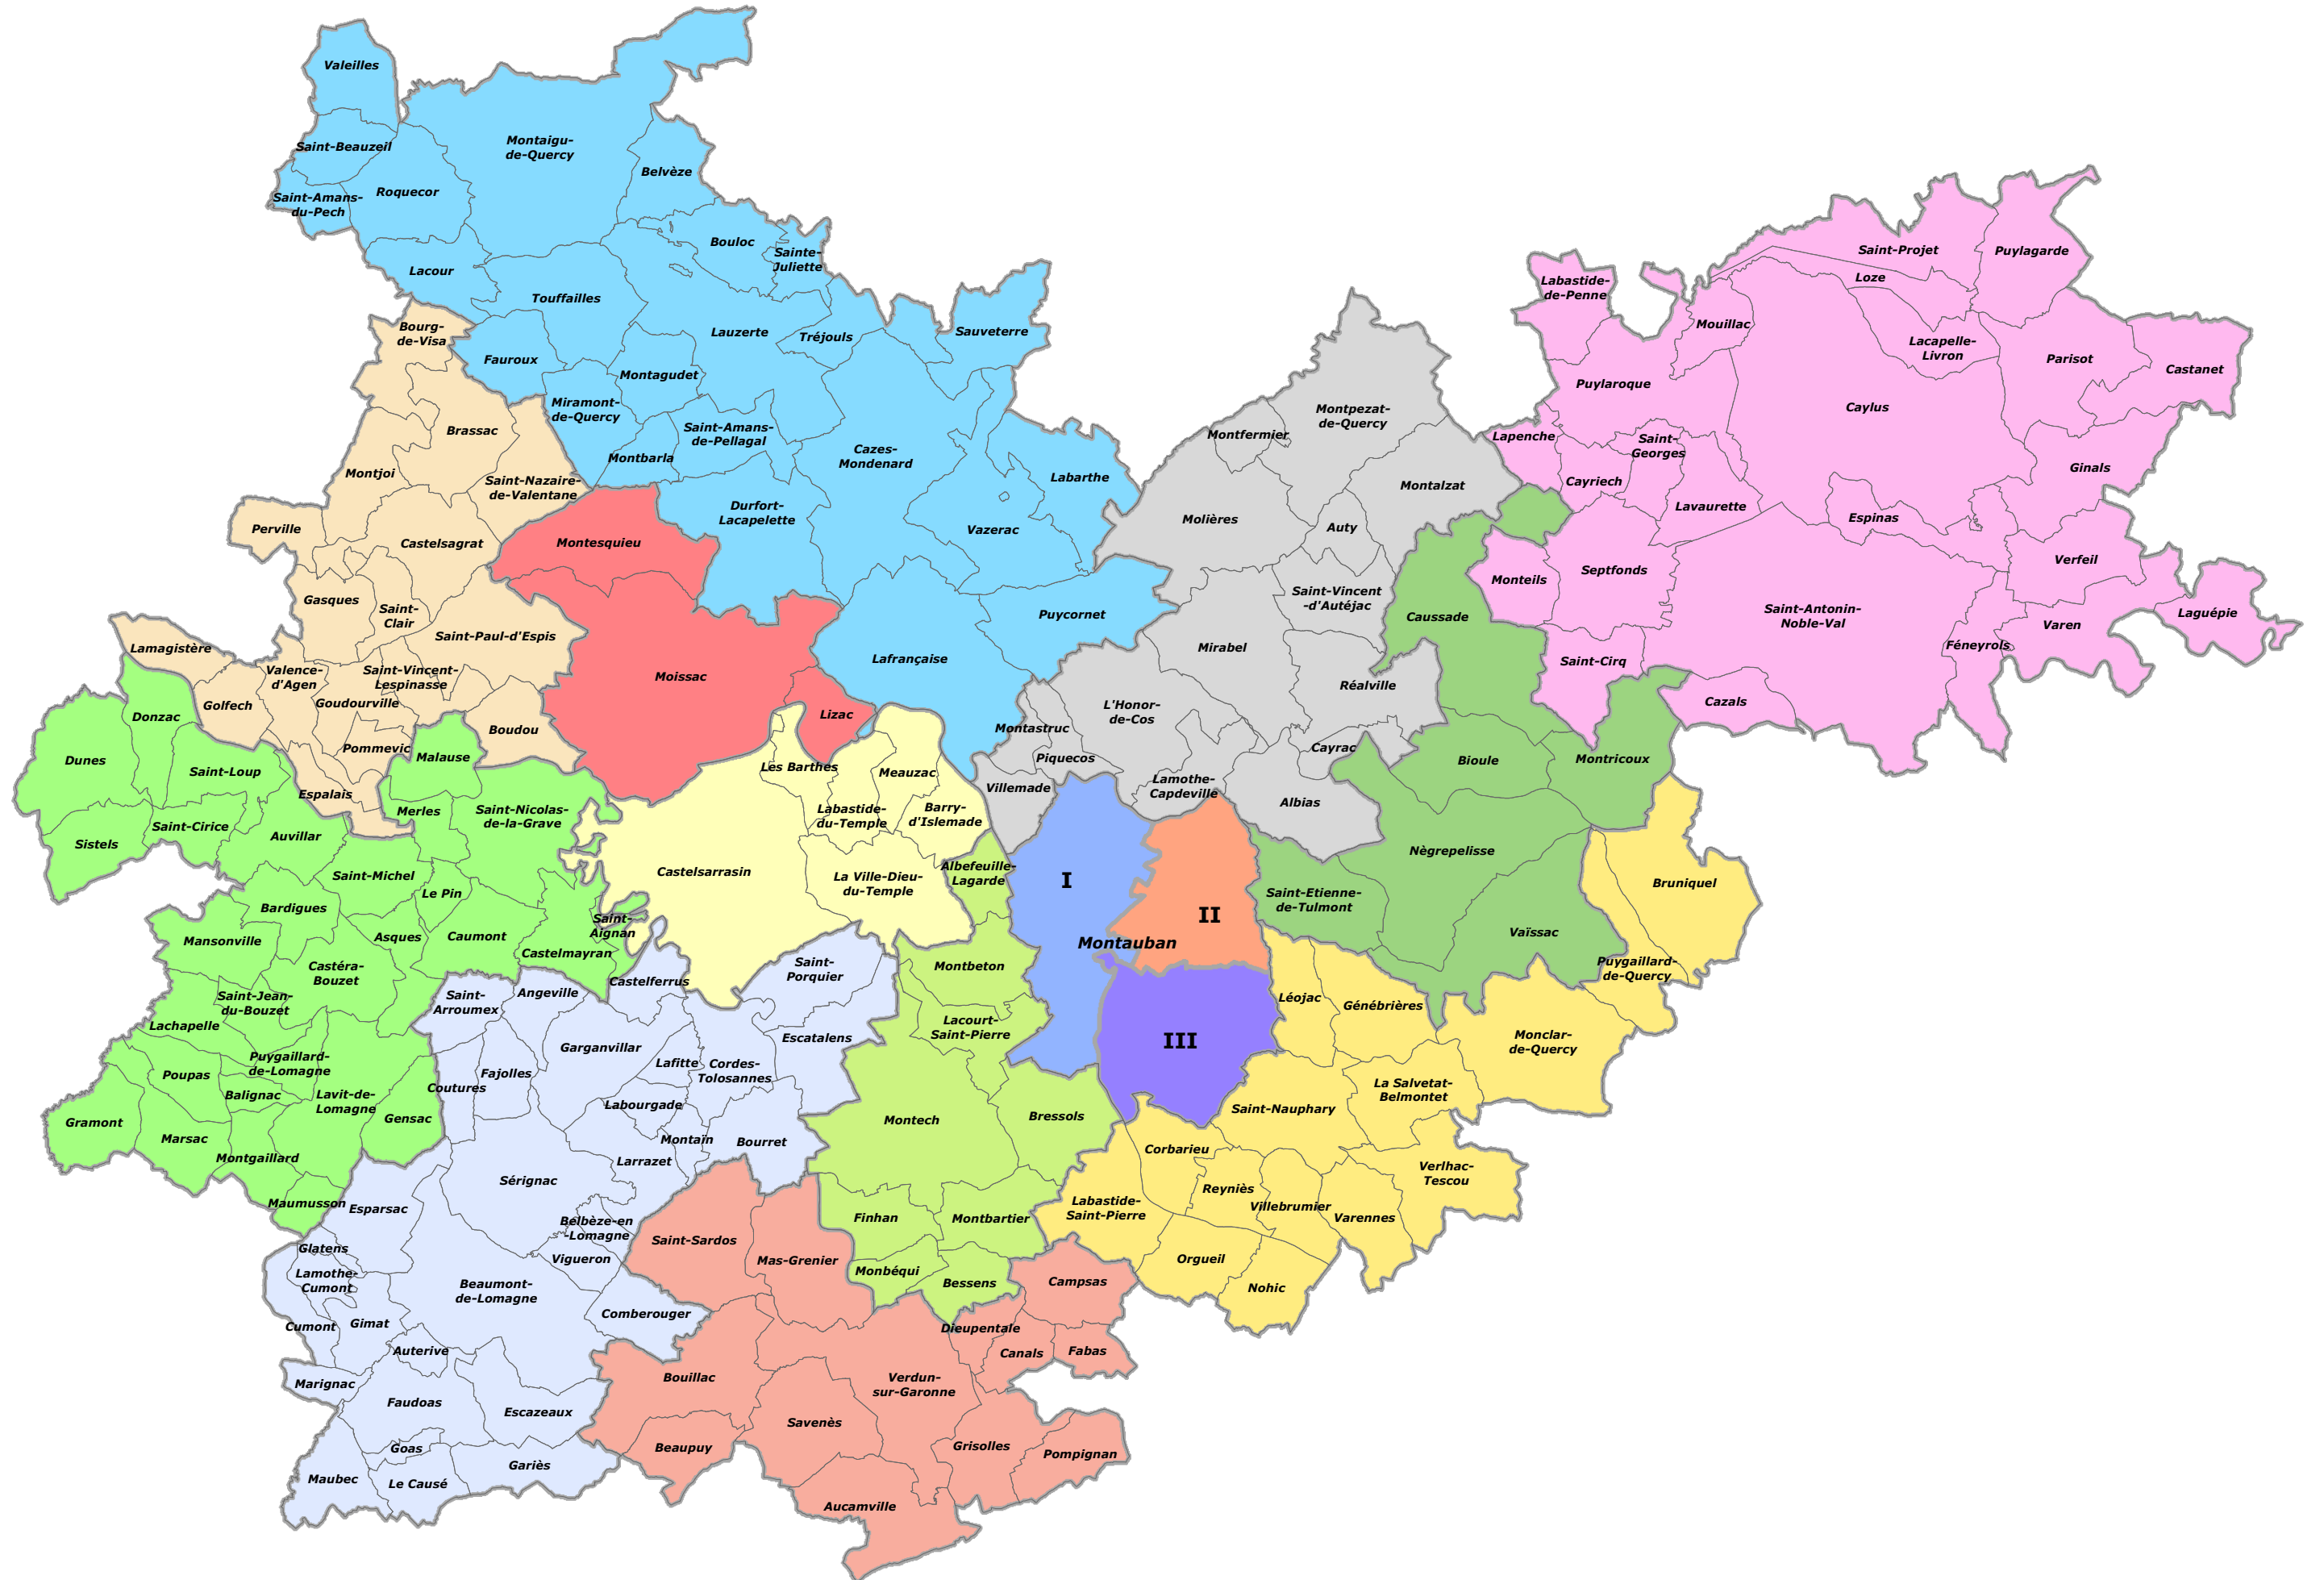 Valeilles
Saint-Beauzeil
Saint-Amans-
du-Pech
Roquecor
Montaigu-
de-Quercy
Belvèze
Lacour
Bouloc
Sainte-
Juliette
Touffailles
Lauzerte
Tréjouls
Sauveterre
Fauroux
Montagudet
Miramont-
de-Quercy
Saint-Amans-
de-Pellagal
Montbarla
Cazes-
Mondenard
Durfort-
Lacapelette
Vazerac
Labarthe
Puycornet
Lafrançaise
Bourg-
de-Visa
Brassac
Montjoi
Saint-Nazaire-
de-Valentane
Perville
Castelsagrat
Gasques
Saint-
Clair
Saint-Paul-d'Espis
Lamagistère
Valence-
d'Agen
Saint-Vincent-
Lespinasse
Golfech
Goudourville
Pommevic
Boudou
Espalais
Montesquieu
Moissac
Lizac
Montpezat-
de-Quercy
Montfermier
Montalzat
Molières
Auty
Saint-Vincent
-d'Autéjac
Mirabel
Réalville
L'Honor-
de-Cos
Montastruc
Piquecos
Cayrac
Villemade
Lamothe-
Capdeville
Albias
Labastide-
de-Penne
Saint-Projet
Puylagarde
Loze
Mouillac
Lacapelle-
Livron
Parisot
Castanet
Puylaroque
Caylus
Lapenche
Saint-
Georges
Cayriech
Lavaurette
Espinas
Ginals
Monteils
Septfonds
Verfeil
Saint-Antonin-
Noble-Val
Laguépie
Varen
Féneyrols
Saint-Cirq
Cazals
Caussade
Bioule
Montricoux
Nègrepelisse
Saint-Etienne-
de-Tulmont
Vaïssac
Donzac
Dunes
Saint-Loup
Malause
Merles
Saint-Nicolas-
de-la-Grave
Sistels
Saint-Cirice
Auvillar
Saint-Michel
Le Pin
Bardigues
Mansonville
Asques
Caumont
Castelmayran
Saint-
Aignan
Castéra-
Bouzet
Saint-Jean-
du-Bouzet
Lachapelle
Puygaillard-
de-Lomagne
Poupas
Balignac
Lavit-de-
Lomagne
Gramont
Marsac
Gensac
Montgaillard
Maumusson
Les Barthes
Meauzac
Labastide-
du-Temple
Barry-
d'Islemade
Castelsarrasin
La Ville-Dieu-
du-Temple
Albefeuille-
Lagarde
Montbeton
Lacourt-
Saint-Pierre
Montech
Bressols
Finhan
Montbartier
Monbéqui
Bessens
I
II
Montauban
III
Bruniquel
Puygaillard-
de-Quercy
Léojac
Génébrières
Monclar-
de-Quercy
La Salvetat-
Belmontet
Saint-Nauphary
Corbarieu
Verlhac-
Tescou
Reyniès
Villebrumier
Varennes
Labastide-
Saint-Pierre
Orgueil
Nohic
Saint-
Porquier
Castelferrus
Angeville
Saint-
Arroumex
Escatalens
Garganvillar
Lafitte
Cordes-
Tolosannes
Fajolles
Coutures
Labourgade
Montaïn
Bourret
Larrazet
Sérignac
Esparsac
Belbèze-en
-Lomagne
Vigueron
Glatens
Lamothe-
Cumont
Beaumont-
de-Lomagne
Comberouger
Cumont
Gimat
Auterive
Marignac
Faudoas
Escazeaux
Goas
Gariès
Maubec
Le Causé
Saint-Sardos
Mas-Grenier
Campsas
Dieupentale
Canals
Fabas
Bouillac
Verdun-
sur-Garonne
Savenès
Beaupuy
Grisolles
Pompignan
Aucamville